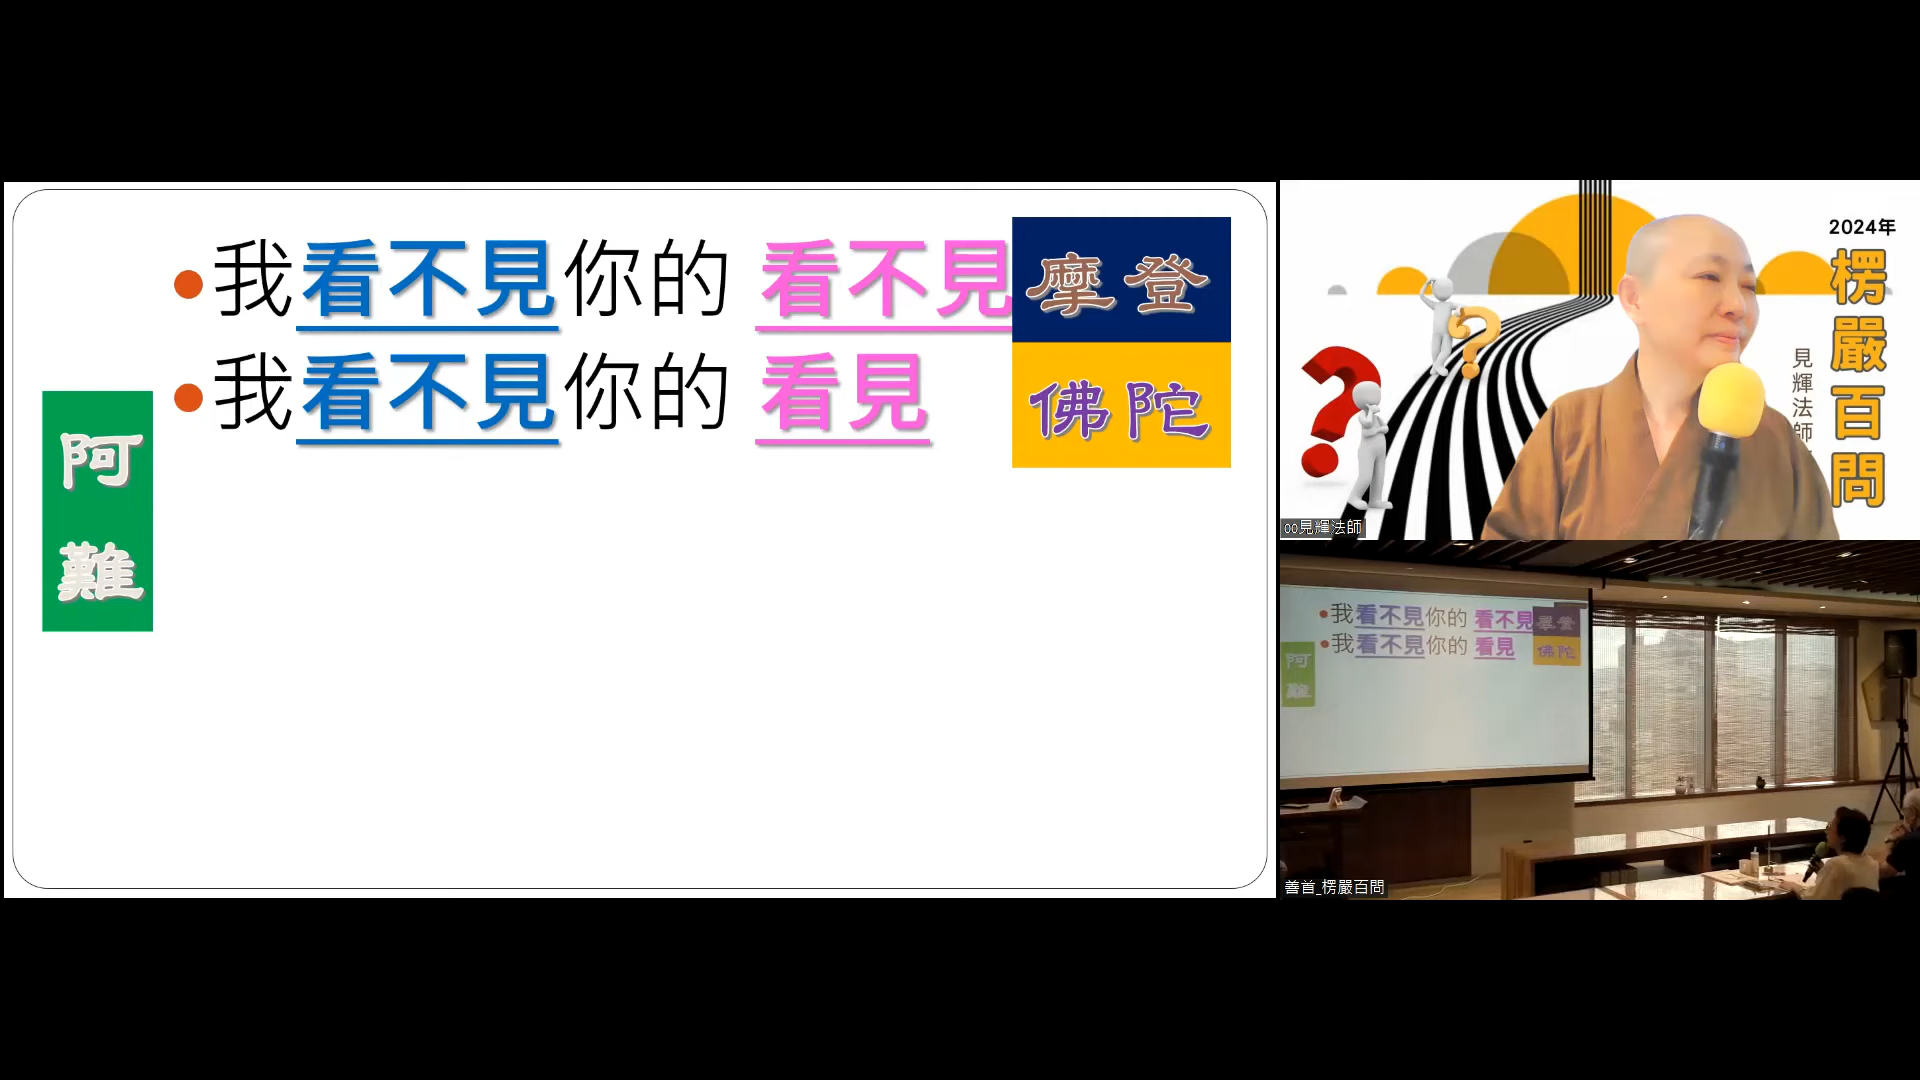 我看不見你的 看不見
摩登
我看不見你的 看見
佛陀
阿
難
2024年
楞嚴百問
見輝法師
00見輝法師
我看不見你的 看不見
摩登
我看不見你的 看見
佛陀
阿
難
善首_楞嚴百問